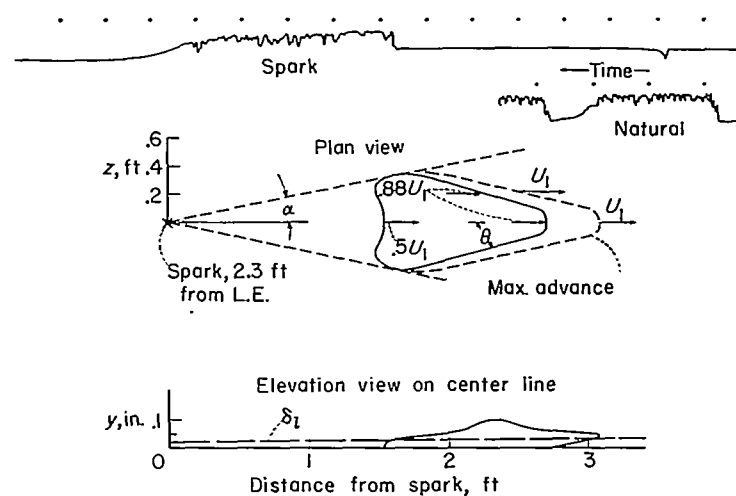 Spark
Time
Natural
Plan view
.6
z, ft .4
.2
α
.88U₁
U₁
U₁
.5U₁
θ
Spark, 2.3 ft
from L.E.
Max. advance
Elevation view on center line
y, in. .1
δ_l
0 1 2 3
Distance from spark, ft